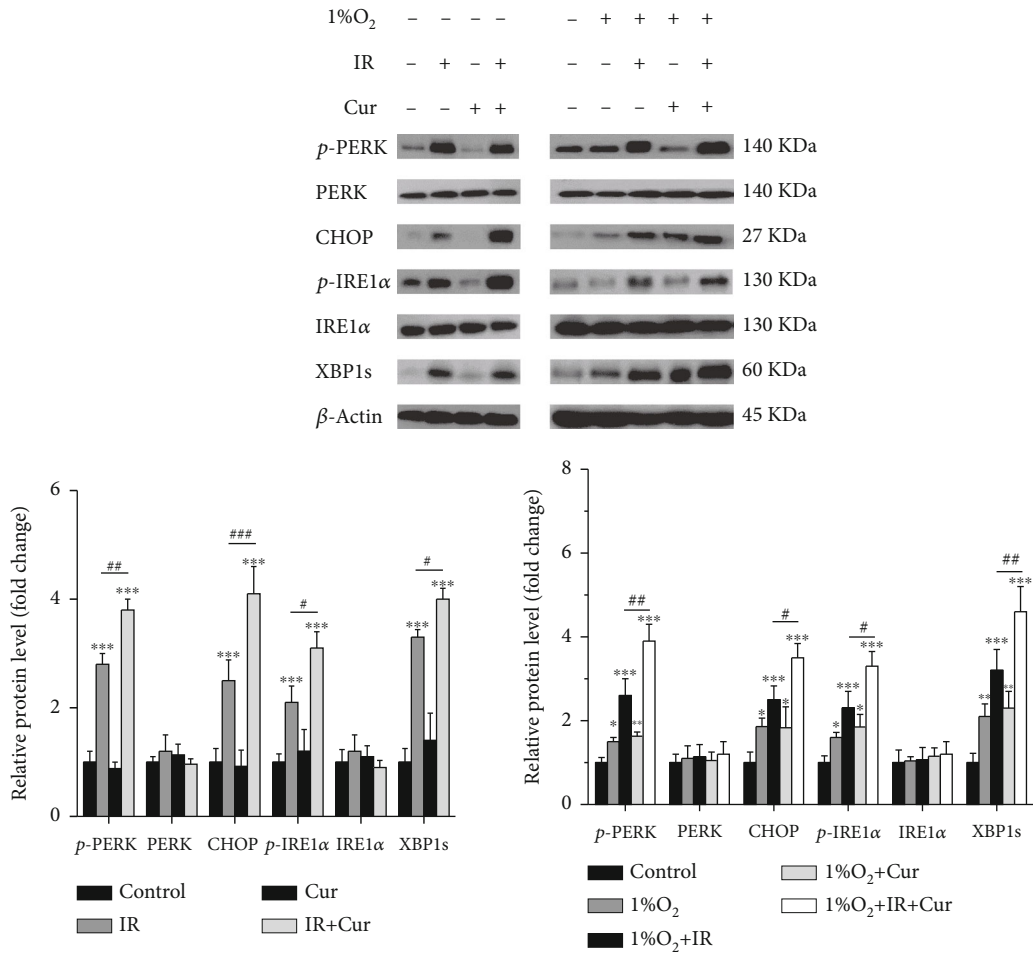 1%O2 – – – – – + + + +
IR – + – + – – + – +
Cur – – + + – – – + +
p-PERK 140 KDa
PERK 140 KDa
CHOP 27 KDa
p-IRE1α 130 KDa
IRE1α 130 KDa
XBP1s 60 KDa
β-Actin 45 KDa
Relative protein level (fold change)
6
4
2
0
*** ## ***
*** ### ***
*** # ***
*** # ***
p-PERK PERK CHOP p-IRE1α IRE1α XBP1s
Control Cur
IR IR+Cur
Relative protein level (fold change)
8
6
4
2
0
* *** ** ## ***
* *** * # ***
* *** * # ***
** *** ** ## ***
p-PERK PERK CHOP p-IRE1α IRE1α XBP1s
Control 1%O2+Cur
1%O2 1%O2+IR+Cur
1%O2+IR